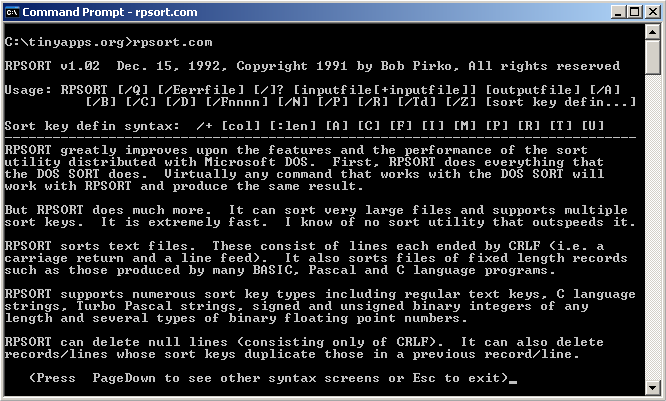 Command Prompt - rpsort.com
C:\tinyapps.org>rpsort.com
RPSORT v1.02  Dec. 15, 1992, Copyright 1991 by Bob Pirko, All rights reserved
Usage: RPSORT [/Q] [/Eerrfile] [/]? [inputfile[+inputfile]] [outputfile] [/A]
[/B] [/C] [/D] [/Fnnnn] [/N] [/P] [/R] [/Td] [/Z] [sort key defin...]
Sort key defin syntax:  /+ [col] [:len] [A] [C] [F] [I] [M] [P] [R] [T] [U]
RPSORT greatly improves upon the features and the performance of the sort
utility distributed with Microsoft DOS.  First, RPSORT does everything that
the DOS SORT does.  Virtually any command that works with the DOS SORT will
work with RPSORT and produce the same result.
But RPSORT does much more.  It can sort very large files and supports multiple
sort keys.  It is extremely fast.  I know of no sort utility that outspeeds it.
RPSORT sorts text files.  These consist of lines each ended by CRLF (i.e. a
carriage return and a line feed).  It also sorts files of fixed length records
such as those produced by many BASIC, Pascal and C language programs.
RPSORT supports numerous sort key types including regular text keys, C language
strings, Turbo Pascal strings, signed and unsigned binary integers of any
length and several types of binary floating point numbers.
RPSORT can delete null lines (consisting only of CRLF).  It can also delete
records/lines whose sort keys duplicate those in a previous record/line.
(Press  PageDown to see other syntax screens or Esc to exit)_